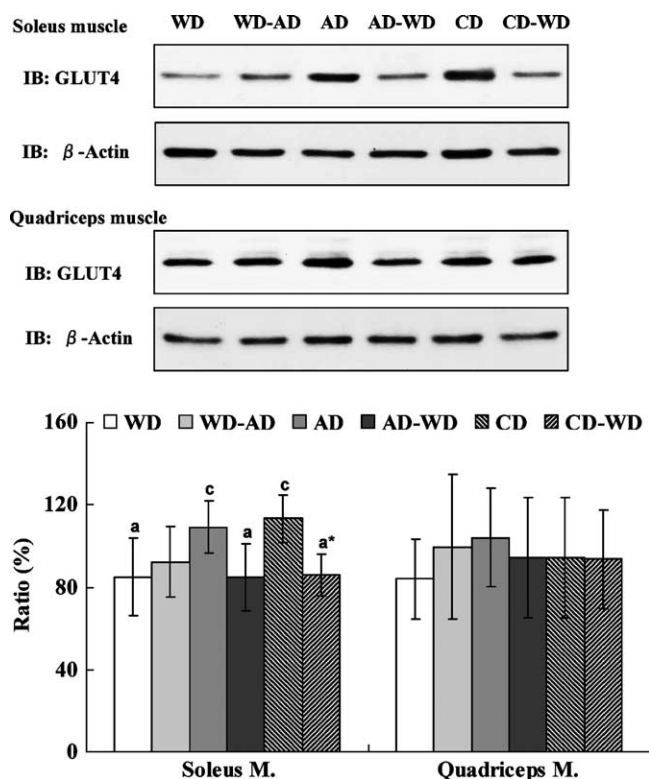 Soleus muscle WD WD-AD AD AD-WD CD CD-WD
IB: GLUT4
IB: β-Actin
Quadriceps muscle
IB: GLUT4
IB: β-Actin
160
WD WD-AD AD AD-WD CD CD-WD
120
c c
a a a*
80
Ratio (%)
40
0
Soleus M. Quadriceps M.